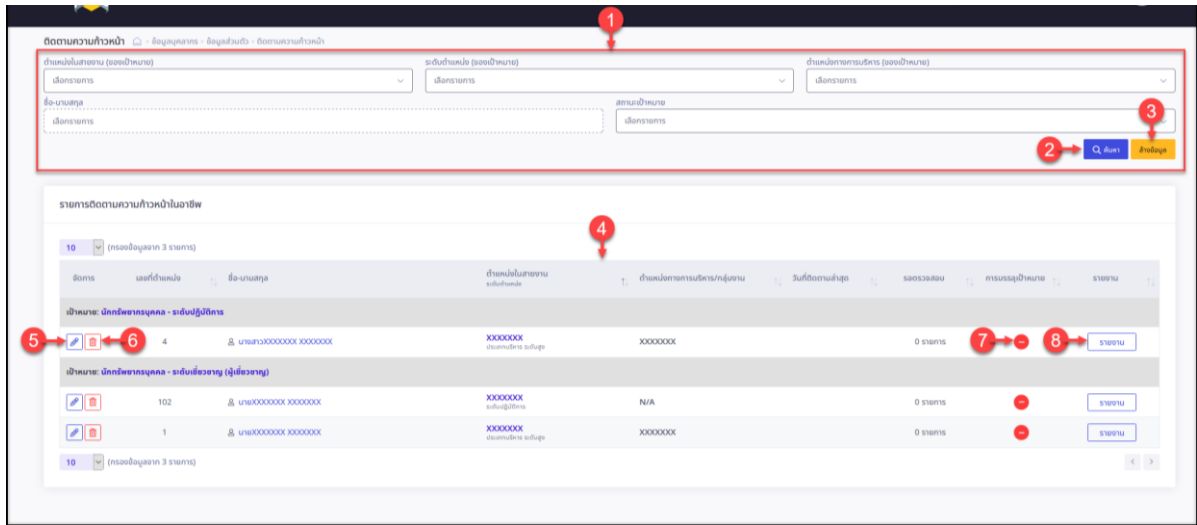 1
ติดตามความก้าวหน้า - ข้อมูลบุคลากร - ข้อมูลส่วนตัว - ติดตามความก้าวหน้า
ตำแหน่งในสายงาน (ของเป้าหมาย) ระดับตำแหน่ง (ของเป้าหมาย) ตำแหน่งทางการบริหาร (ของเป้าหมาย)
เลือกรายการ เลือกรายการ เลือกรายการ
ชื่อ-นามสกุล สถานะเป้าหมาย
เลือกรายการ เลือกรายการ 3
2 ค้นหา ล้างข้อมูล
รายการติดตามความก้าวหน้าในอาชีพ
4
10 (กรองข้อมูลจาก 3 รายการ)
จัดการ เลขที่ตำแหน่ง ชื่อ-นามสกุล ตำแหน่งในสายงาน ตำแหน่งทางการบริหาร/กลุ่มงาน วันที่ติดตามล่าสุด รอตรวจสอบ การบรรลุเป้าหมาย รายงาน
ระดับตำแหน่ง
เป้าหมาย: นักทรัพยากรบุคคล - ระดับปฏิบัติการ
5 6 4 นางสาวXXXXXXX XXXXXXX XXXXXXX XXXXXXX 0 รายการ 7 8 รายงาน
ประเภทบริหาร ระดับสูง
เป้าหมาย: นักทรัพยากรบุคคล - ระดับเชี่ยวชาญ (ผู้เชี่ยวชาญ)
102 นายXXXXXXX XXXXXXX XXXXXXX N/A 0 รายการ รายงาน
ระดับปฏิบัติการ
1 นายXXXXXXX XXXXXXX XXXXXXX XXXXXXX 0 รายการ รายงาน
ประเภทบริหาร ระดับสูง
10 (กรองข้อมูลจาก 3 รายการ)